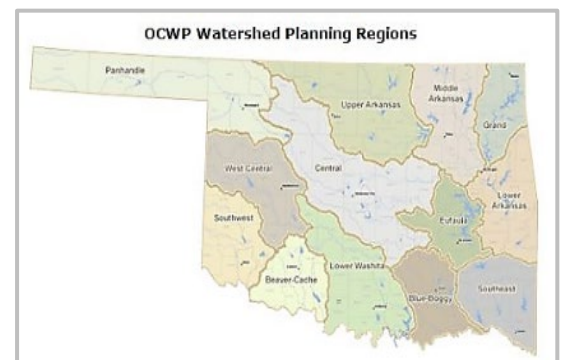 OCWP Watershed Planning Regions
Panhandle
Upper Arkansas
Middle
Arkansas
Grand
West Central
Central
Lower
Arkansas
Southwest
Eufaula
Beaver-Cache
Lower Washita
Blue-Boggy
Southeast